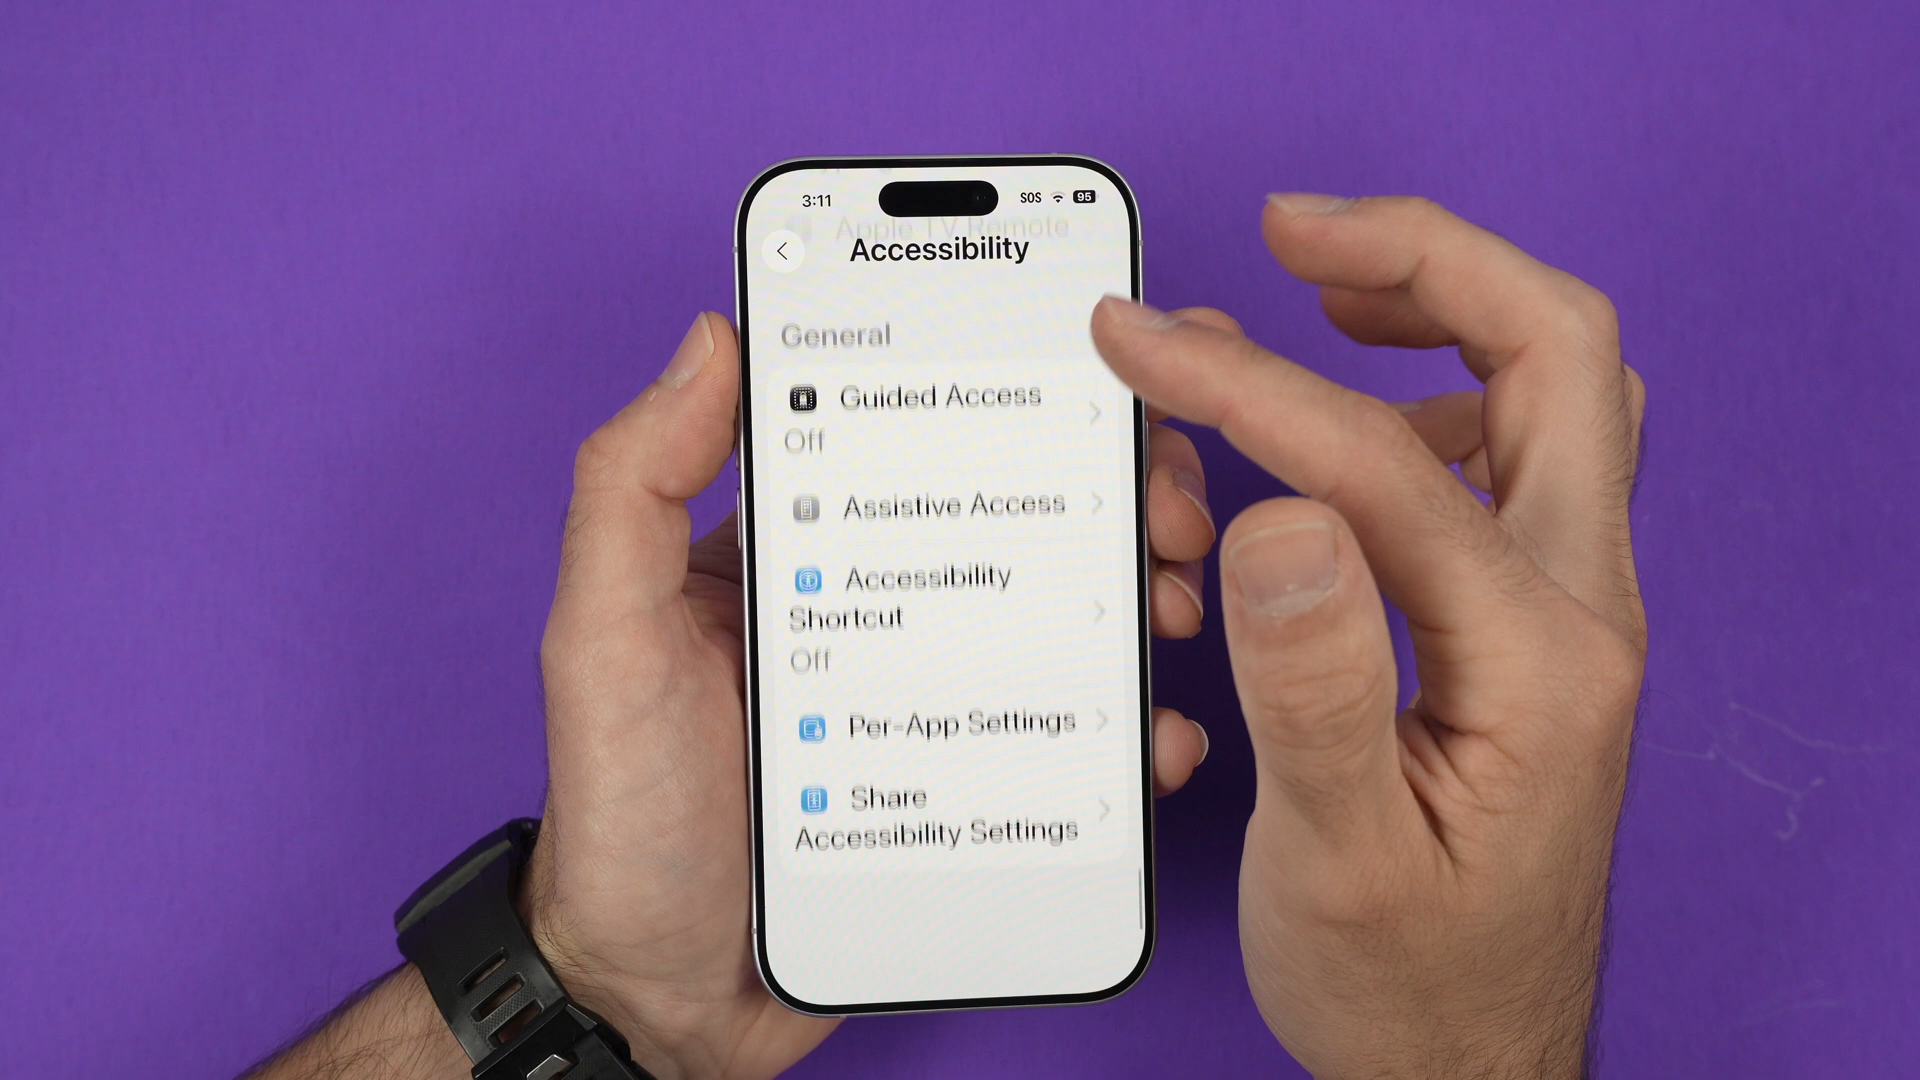 3:11
SOS
95
Apple TV Remote
Accessibility
General
Guided Access
Off
Assistive Access
Accessibility
Shortcut
Off
Per-App Settings
Share
Accessibility Settings